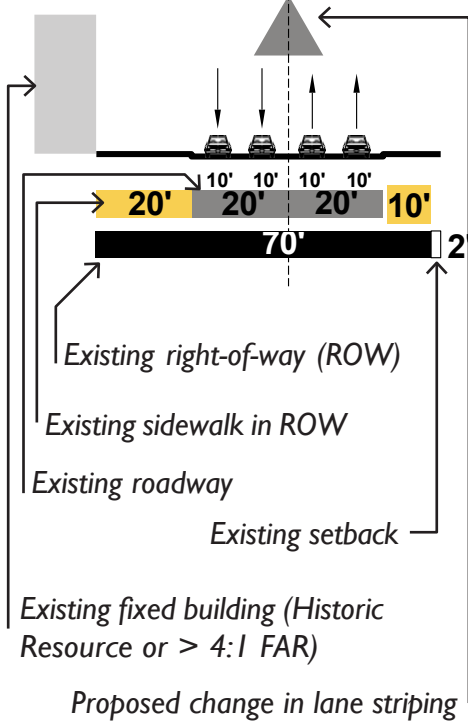 10' 10' 10' 10'
20' 20' 20' 10'
70' 2'
Existing right-of-way (ROW)
Existing sidewalk in ROW
Existing roadway
Existing setback
Existing fixed building (Historic
Resource or > 4:1 FAR)
Proposed change in lane striping